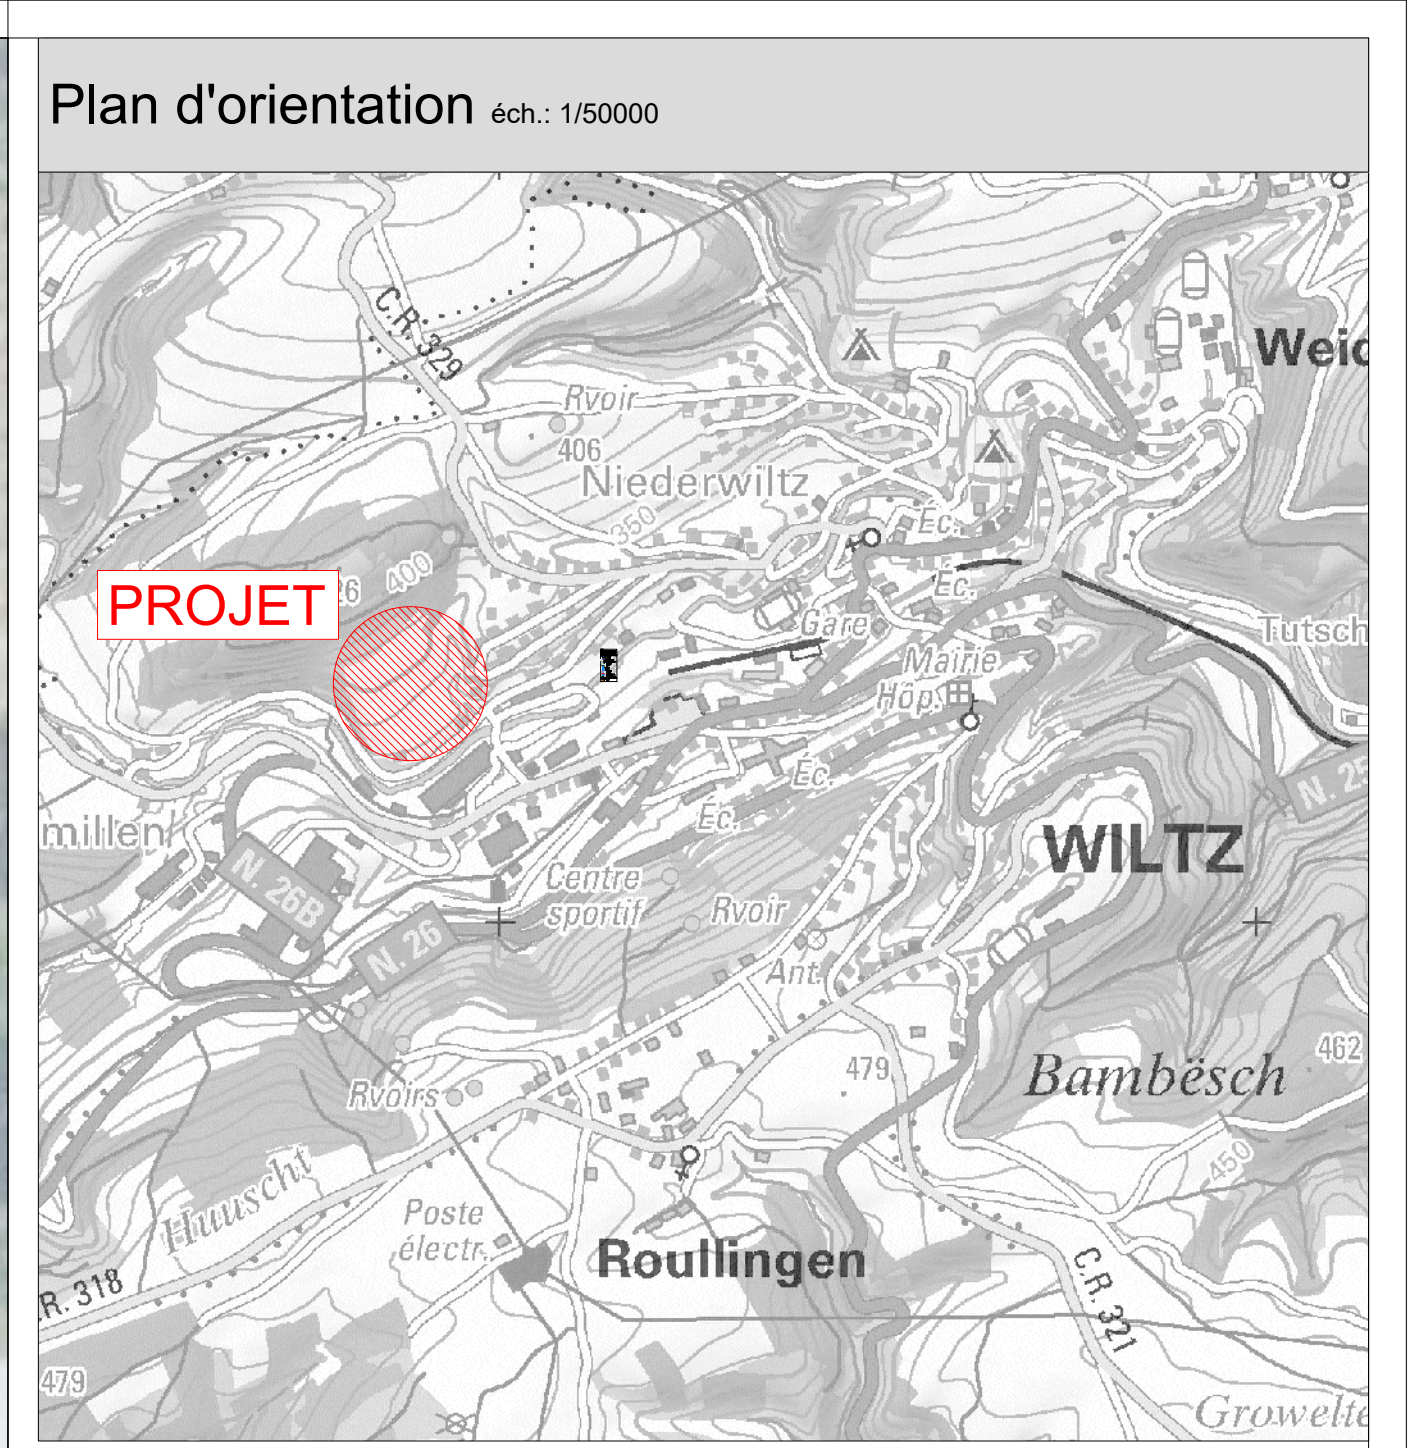 Plan d'orientation éch.: 1/50000
C.R. 329
Weid
Rvoir
406
Niederwiltz
350
Éc.
400
Éc.
PROJET
Gare
Tutsch
Mairie
Hôp.
Éc.
N. 25
Éc.
millen
WILTZ
N. 26B
Centre
sportif
Rvoir
N. 26
Ant.
479
462
Bambësch
Rvoirs
450
Huuscht
Poste
électr.
Roullingen
R. 318
C.R. 321
479
Growelte